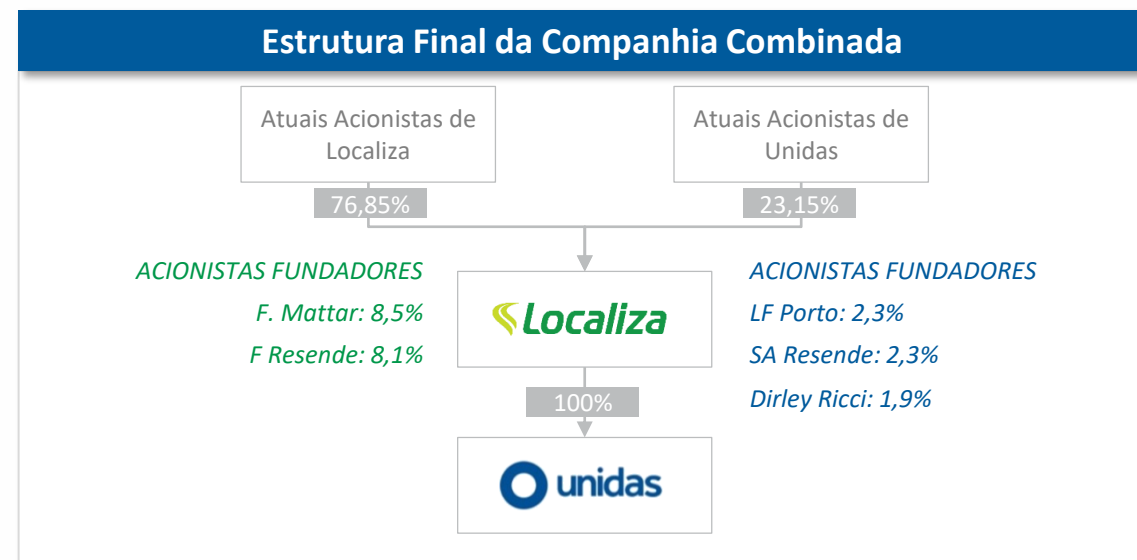 Estrutura Final da Companhia Combinada
Atuais Acionistas de
Localiza
Atuais Acionistas de
Unidas
76,85%
23,15%
ACIONISTAS FUNDADORES
F. Mattar: 8,5%
F Resende: 8,1%
Localiza
ACIONISTAS FUNDADORES
LF Porto: 2,3%
SA Resende: 2,3%
Dirley Ricci: 1,9%
100%
unidas